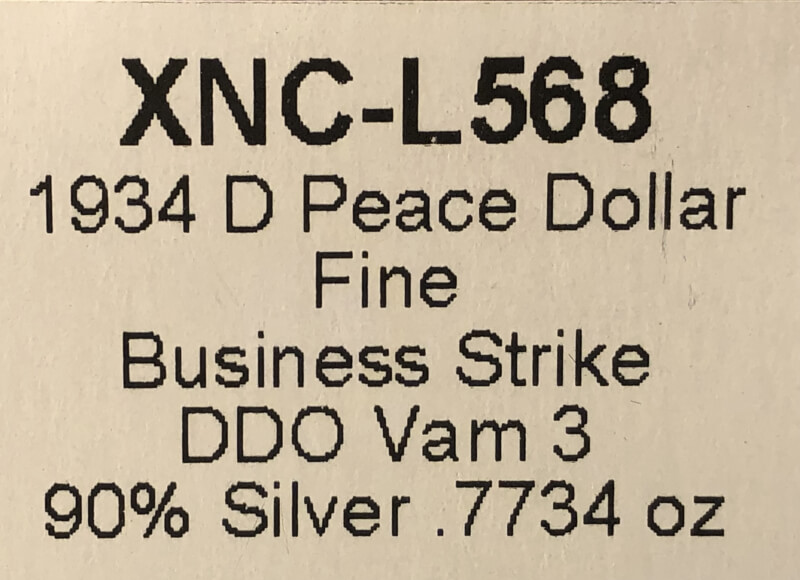 XNC-L568
1934 D Peace Dollar
Fine
Business Strike
DDO Vam 3
90% Silver .7734 oz